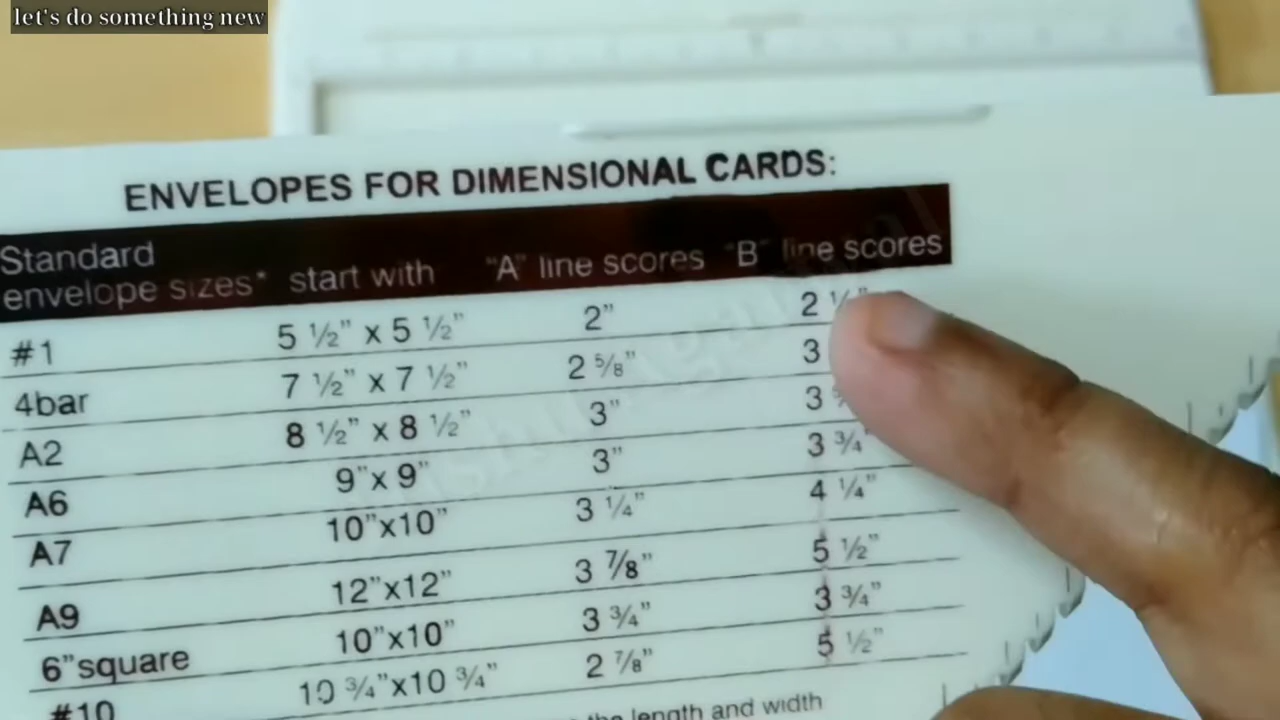 let's do something new
ENVELOPES FOR DIMENSIONAL CARDS:
Standard
envelope sizes* start with "A" line scores "B" line scores
#1 5 ½" x 5 ½" 2" 2
4bar 7 ½" x 7 ½" 2 ⅝" 3
A2 8 ½" x 8 ½" 3" 3
A6 9"x 9" 3" 3 ¾"
A7 10"x10" 3 ¼" 4 ¼"
A9 12"x12" 3 ⅞" 5 ½"
6"square 10"x10" 3 ¾" 3 ¾"
#10 10 ¾"x10 ¾" 2 ⅞" 5 ½"
the length and width